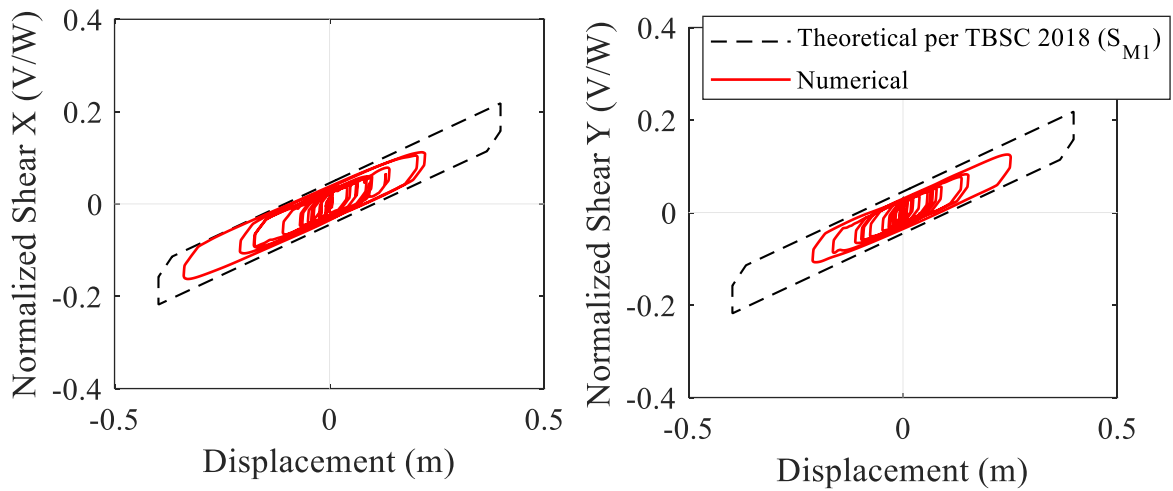 Normalized Shear X (V/W)
0.4
0.2
0
-0.2
-0.4
-0.5
0
0.5
Displacement (m)
Normalized Shear Y (V/W)
0.4
0.2
0
-0.2
-0.4
-0.5
0
0.5
Displacement (m)
Theoretical per TBSC 2018 (S_M1)
Numerical